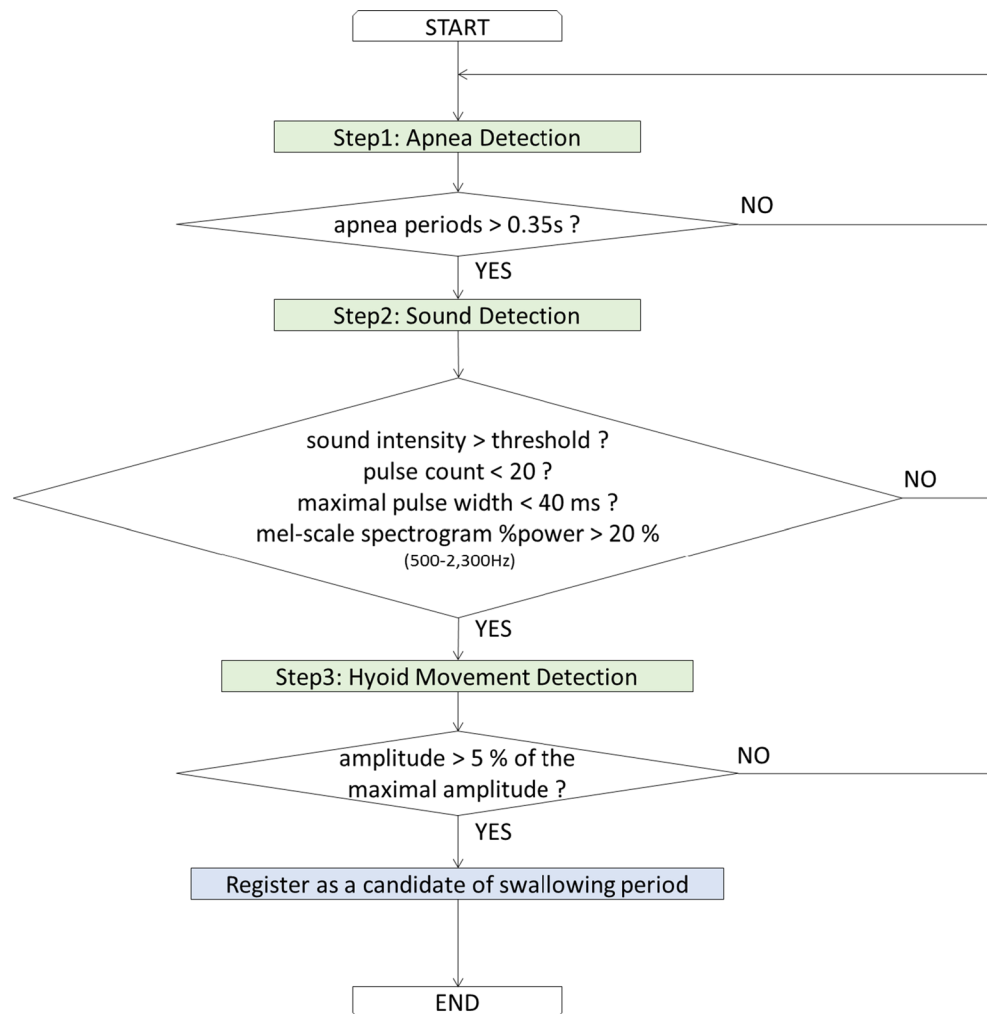 START
Step1: Apnea Detection
apnea periods > 0.35s ?
NO
YES
Step2: Sound Detection
sound intensity > threshold ?
pulse count < 20 ?
maximal pulse width < 40 ms ?
mel-scale spectrogram %power > 20 %
(500-2,300Hz)
NO
YES
Step3: Hyoid Movement Detection
amplitude > 5 % of the
maximal amplitude ?
NO
YES
Register as a candidate of swallowing period
END